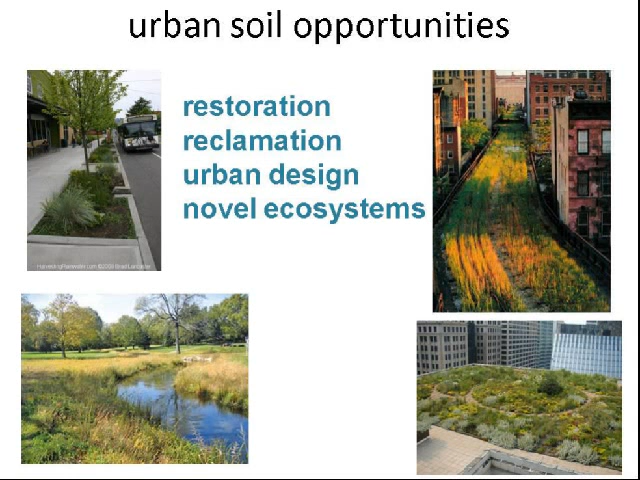 urban soil opportunities
restoration
reclamation
urban design
novel ecosystems